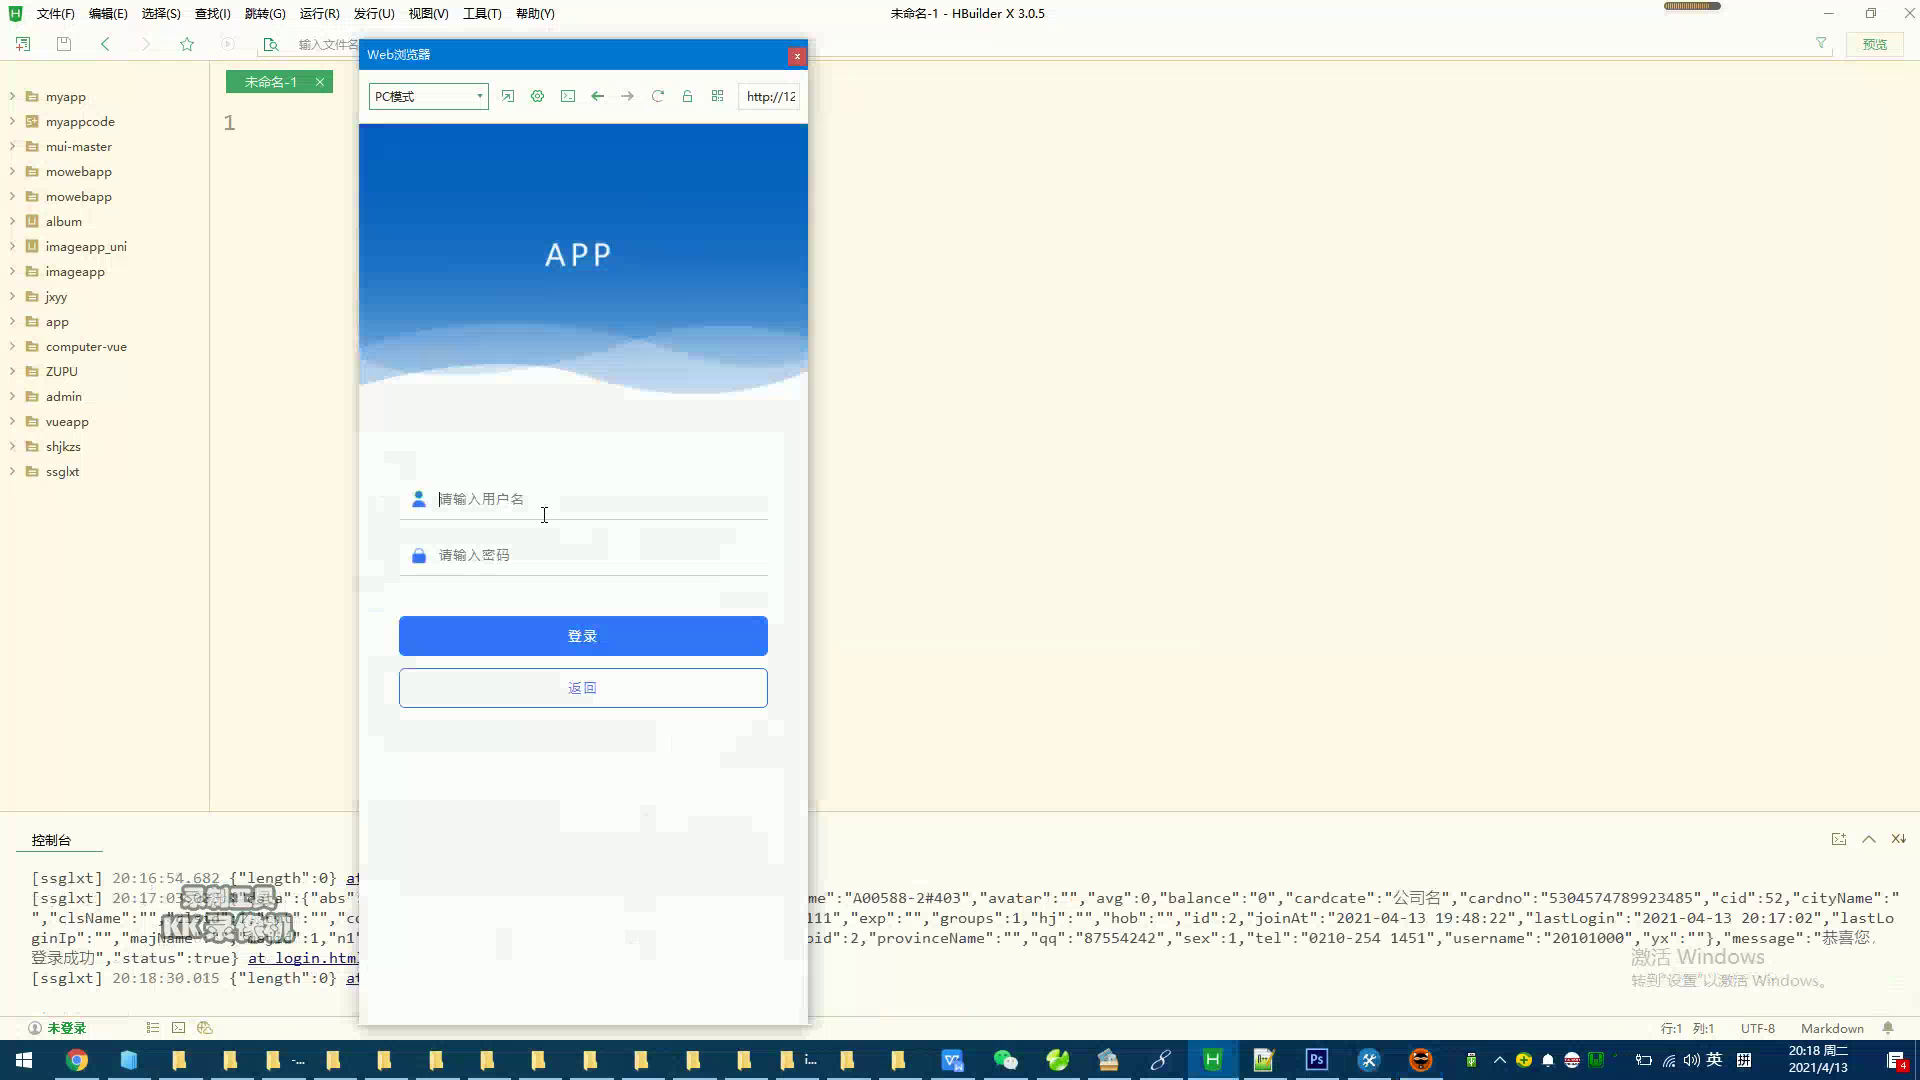 文件(F) 编辑(E) 选择(S) 查找(I) 跳转(G) 运行(R) 发行(U) 视图(V) 工具(T) 帮助(Y)
未命名-1 - HBuilder X 3.0.5
输入文件名
预览
Web浏览器
PC模式
http://12
未命名-1
1
myapp
myappcode
mui-master
mowebapp
mowebapp
album
imageapp_uni
imageapp
jxyy
app
computer-vue
ZUPU
admin
vueapp
shjkzs
ssglxt
APP
请输入用户名
请输入密码
登录
返回
控制台
[ssglxt] 20:16:54.682 {"length":0} at
[ssglxt] 20:17:03 "data":{"abs" me":"A00588-2#403","avatar":"","avg":0,"balance":"0","cardcate":"公司名","cardno":"5304574789923485","cid":52,"cityName":"
","clsName":"", 111","exp":"","groups":1,"hj":"","hob":"","id":2,"joinAt":"2021-04-13 19:48:22","lastLogin":"2021-04-13 20:17:02","lastLo
ginIp":"","majName" :1,"n1" oid":2,"provinceName":"","qq":"87554242","sex":1,"tel":"0210-254 1451","username":"20101000","yx":""},"message":"恭喜您,
登录成功","status":true} at login.html
[ssglxt] 20:18:30.015 {"length":0} at
录制工具
KK录像机
激活 Windows
转到"设置"以激活 Windows。
未登录
行:1 列:1 UTF-8 Markdown
英
拼
20:18 周二
2021/4/13
4